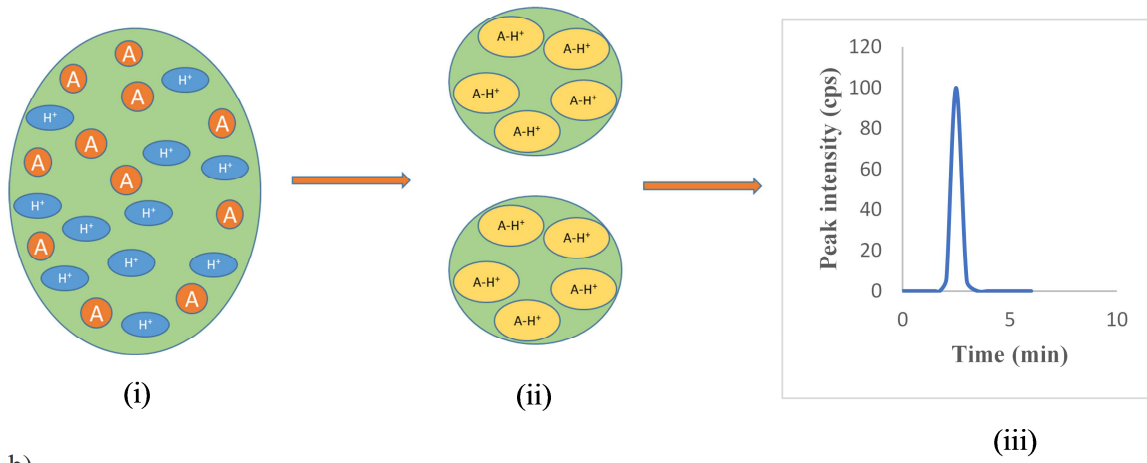 A
A
H⁺
A
H⁺
A
A
H⁺
A
H⁺
A
H⁺
H⁺
A
H⁺
A
H⁺
H⁺
H⁺
A
H⁺
A
A
H⁺
(i)
A-H⁺
A-H⁺
A-H⁺
A-H⁺
A-H⁺
A-H⁺
A-H⁺
A-H⁺
A-H⁺
A-H⁺
(ii)
Peak intensity (cps)
120
100
80
60
40
20
0
0
5
10
Time (min)
(iii)
b)